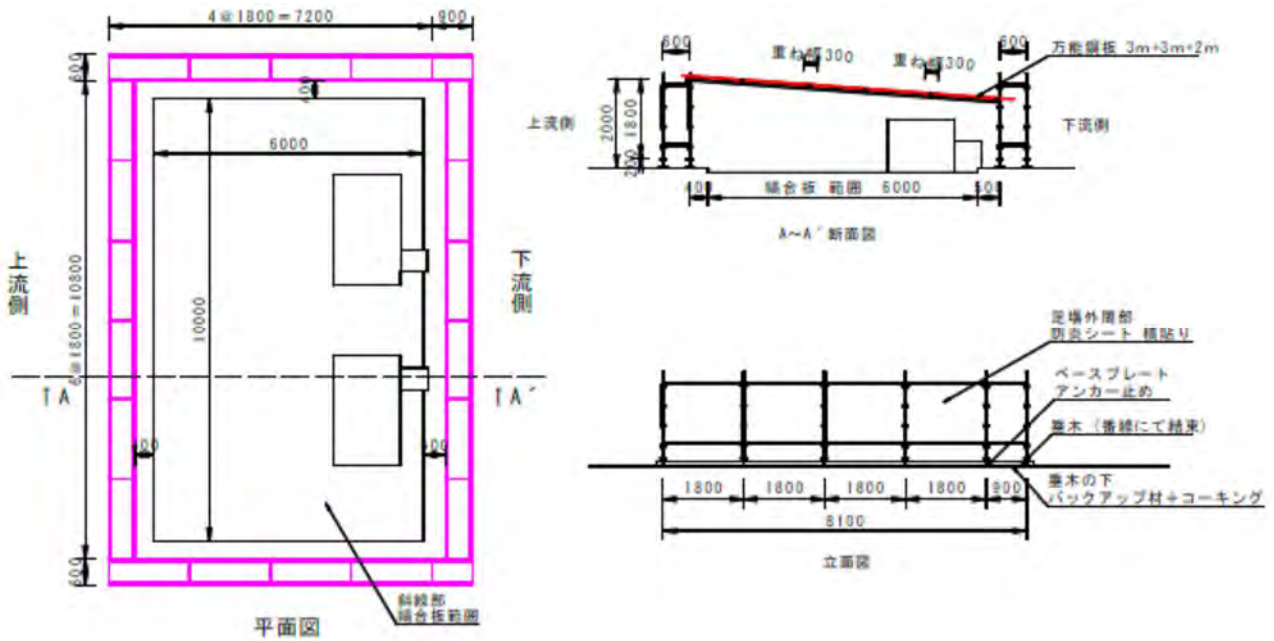 4@1800=7200
900
600
400
6000
10000
上流側
下流側
6@1800=10800
↑A
↑A´
400
600
斜線部
縞合板範囲
平面図
600
重ね幅300
重ね幅300
600
万能鋼板 3m+3m+2m
上流側
下流側
2000
1800
200
400
縞合板 範囲 6000
A~A´断面図
足場外周部
防炎シート 横貼り
ベースプレート
アンカー止め
垂木 (番線にて結束)
垂木の下
バックアップ材+コーキング
1800
1800
1800
1800
900
8100
立面図